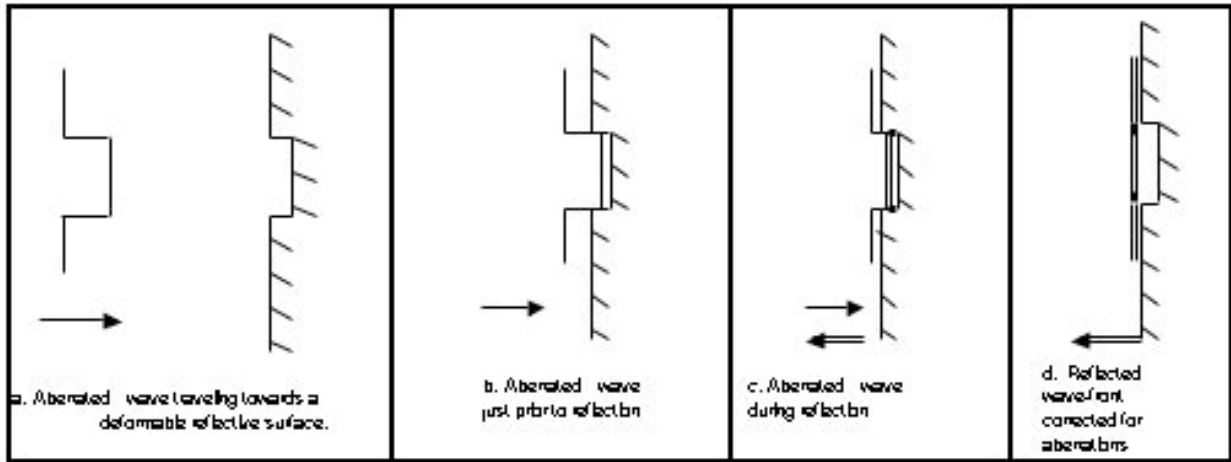 a. Aberrated wave traveling towards a
deformable reflective surface.
b. Aberrated wave
just prior to reflection
c. Aberrated wave
during reflection
d. Reflected
wavefront
corrected for
aberrations